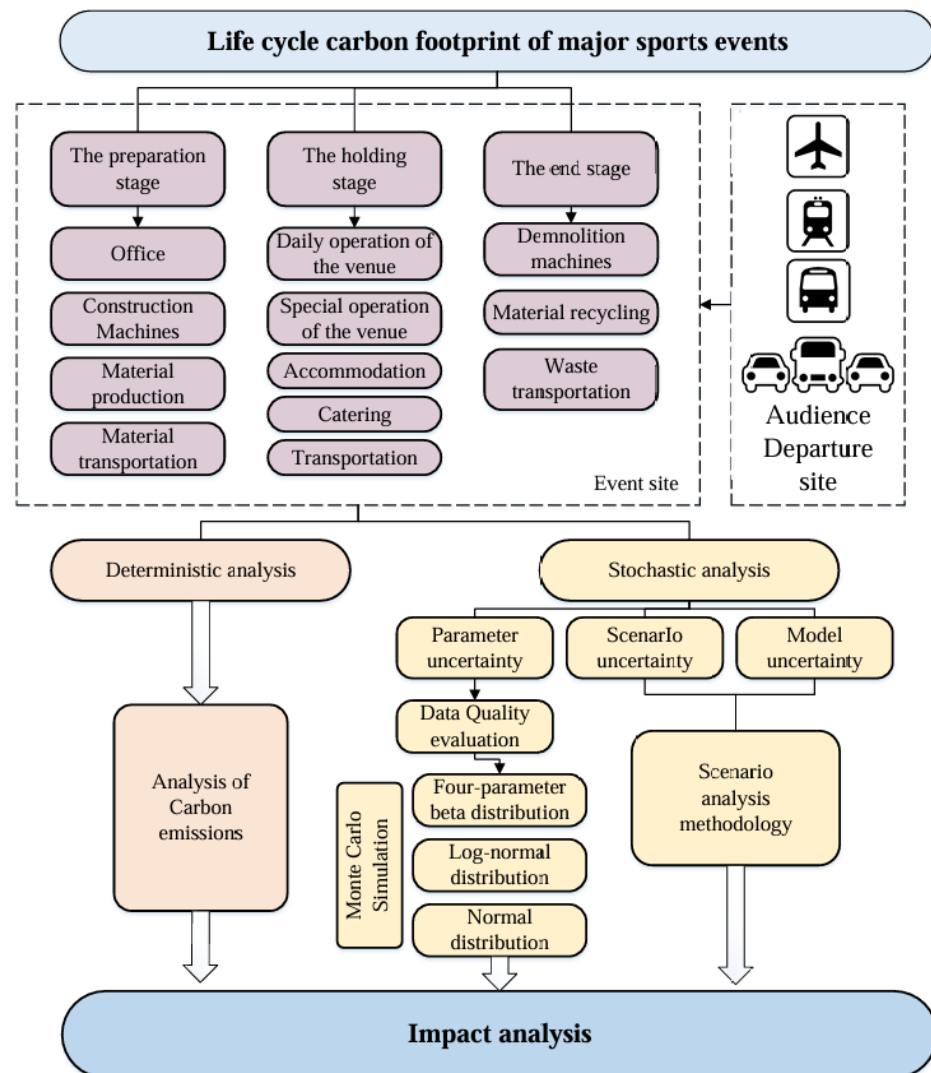 Life cycle carbon footprint of major sports events
The preparation
stage
Office
Construction
Machines
Material
production
Material
transportation
The holding
stage
Daily operation of
the venue
Special operation
of the venue
Accommodation
Catering
Transportation
The end stage
Demnolition
machines
Material recycling
Waste
transportation
Event site
Audience
Departure
site
Deterministic analysis
Stochastic analysis
Parameter
uncertainty
ScenarIo
uncertainty
Model
uncertainty
Data Quality
evaluation
Analysis of
Carbon
emissions
Monte Carlo
Simulation
Four-parameter
beta distribution
Log-normal
distribution
Normal
distribution
Scenario
analysis
methodology
Impact analysis